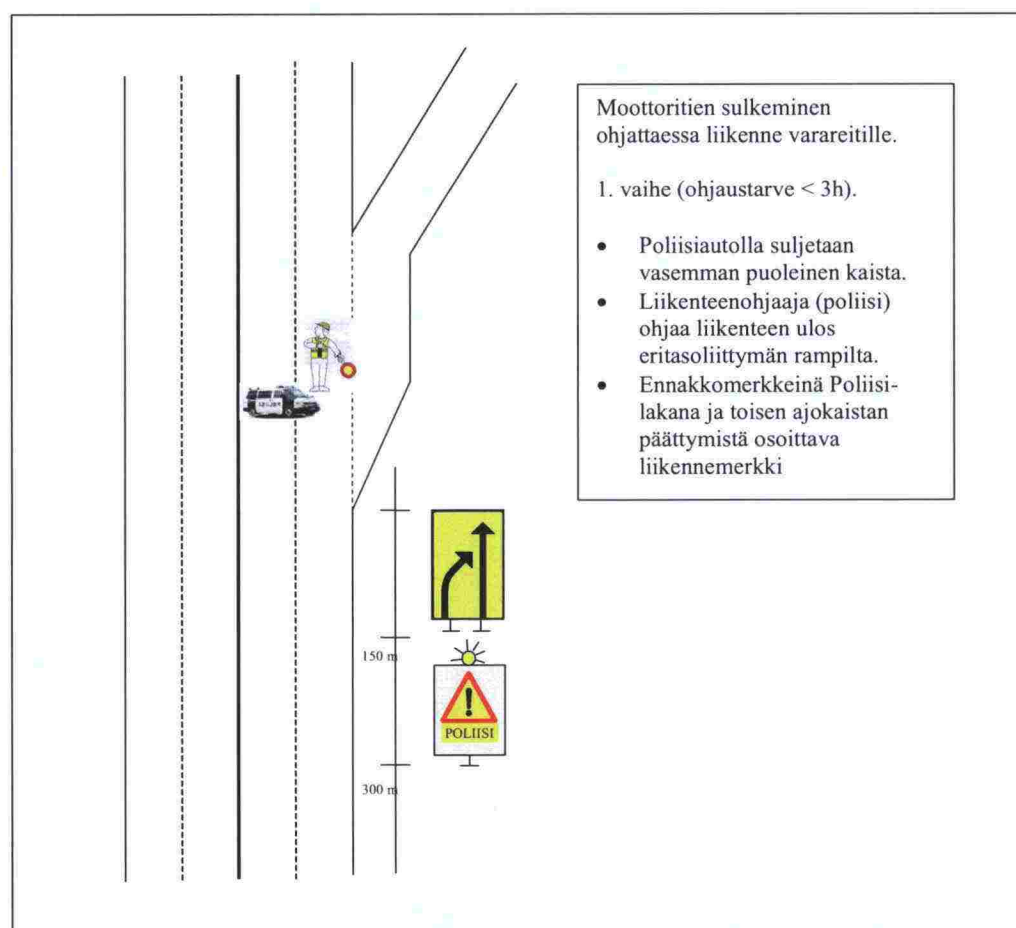 Moottoritien sulkeminen
ohjattaessa liikenne varareitille.
1. vaihe (ohjaustarve < 3h).
• Poliisiautolla suljetaan
vasemman puoleinen kaista.
• Liikenteenohjaaja (poliisi)
ohjaa liikenteen ulos
eritasoliittymän rampilta.
• Ennakkomerkkeinä Poliisi-
lakana ja toisen ajokaistan
päättymistä osoittava
liikennemerkki
150 m
POLIISI
300 m